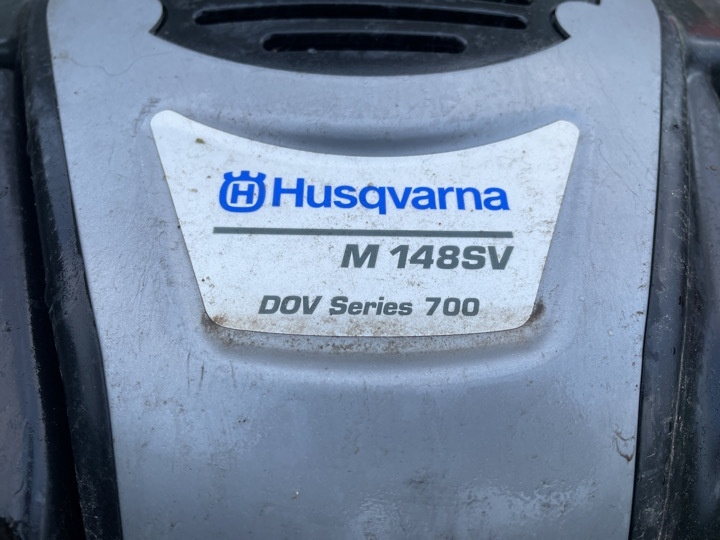 H Husqvarna
M 148SV
DOV Series 700